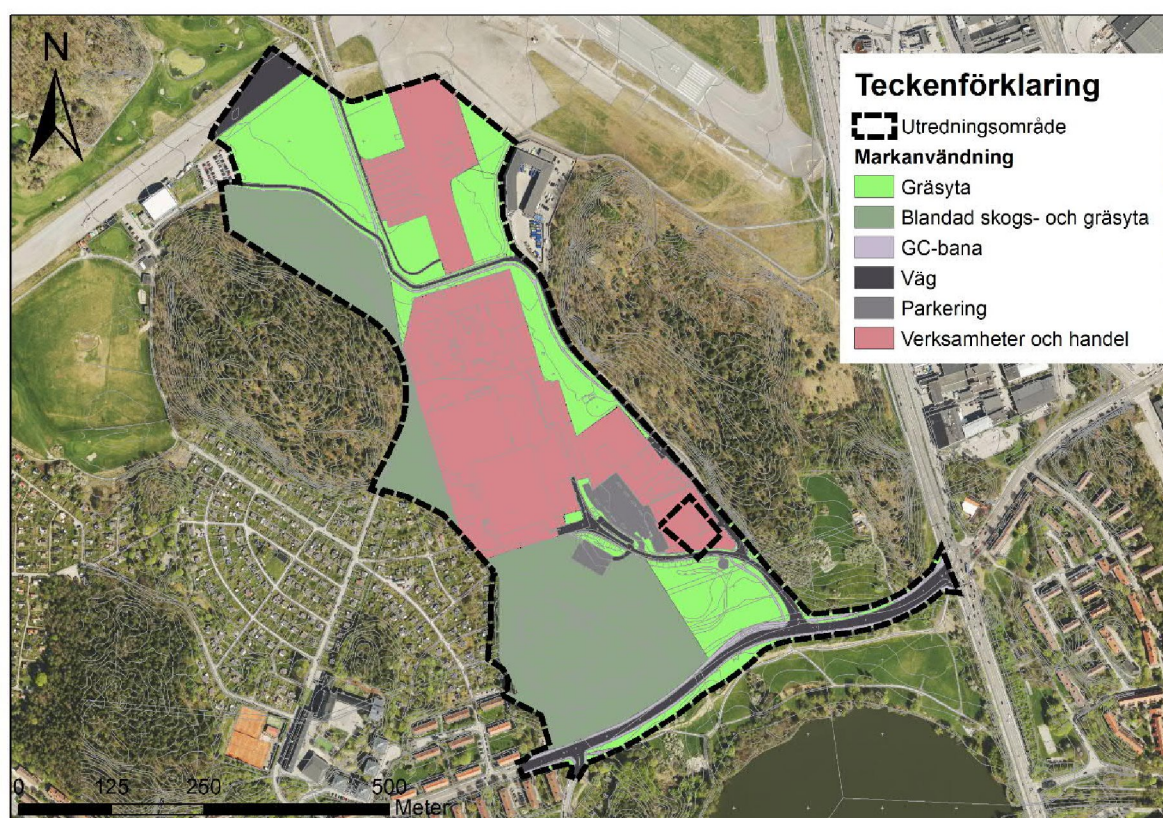 N
Teckenförklaring
Utredningsområde
Markanvändning
Gräsyta
Blandad skogs- och gräsyta
GC-bana
Väg
Parkering
Verksamheter och handel
0 125 250 500
Meter